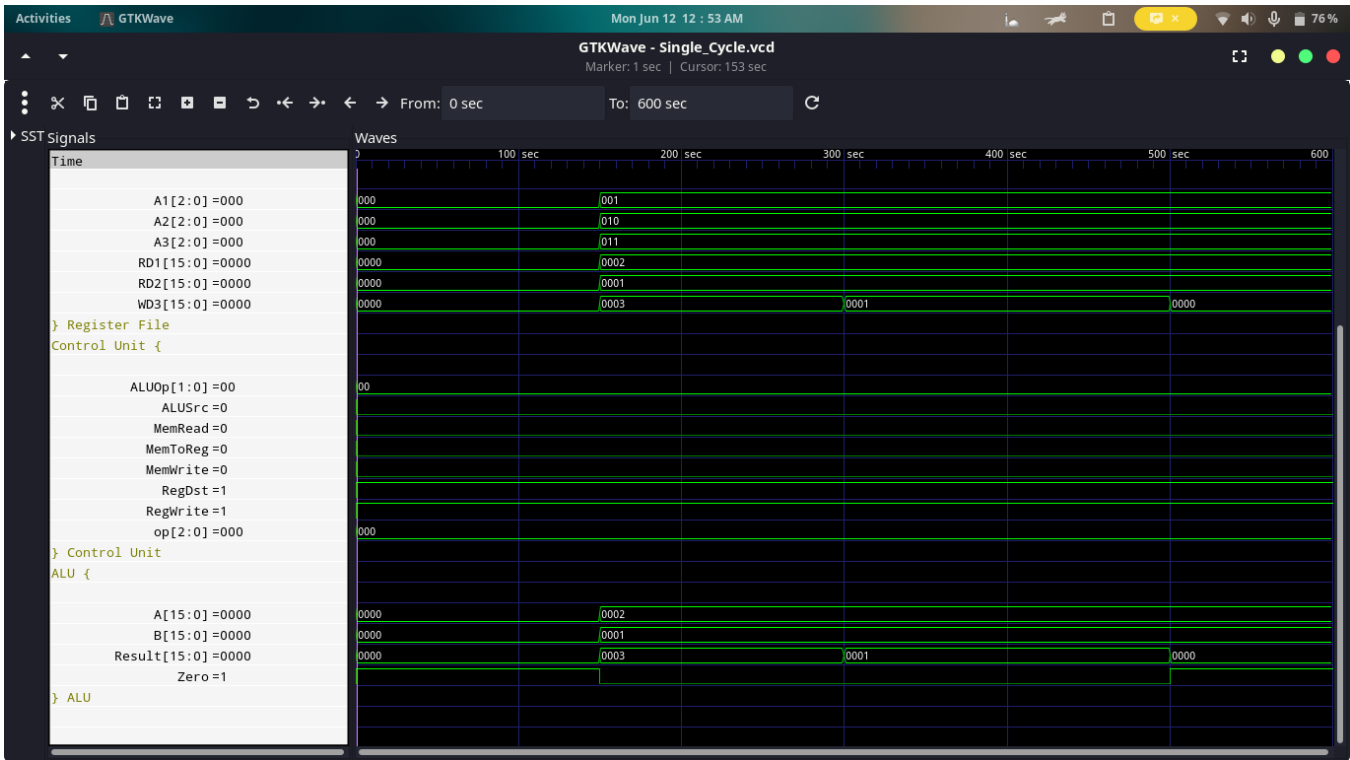 Activities GTKWave Mon Jun 12 12 : 53 AM 76%
GTKWave - Single_Cycle.vcd
Marker: 1 sec | Cursor: 153 sec
From: 0 sec To: 600 sec
SST Signals Waves
Time 0 100 sec 200 sec 300 sec 400 sec 500 sec 600
A1[2:0] =000 000 001
A2[2:0] =000 000 010
A3[2:0] =000 000 011
RD1[15:0] =0000 0000 0002
RD2[15:0] =0000 0000 0001
WD3[15:0] =0000 0000 0003 0001 0000
} Register File
Control Unit {
ALUOp[1:0] =00 00
ALUSrc =0
MemRead =0
MemToReg =0
MemWrite =0
RegDst =1
RegWrite =1
op[2:0] =000 000
} Control Unit
ALU {
A[15:0] =0000 0000 0002
B[15:0] =0000 0000 0001
Result[15:0] =0000 0000 0003 0001 0000
Zero =1
} ALU